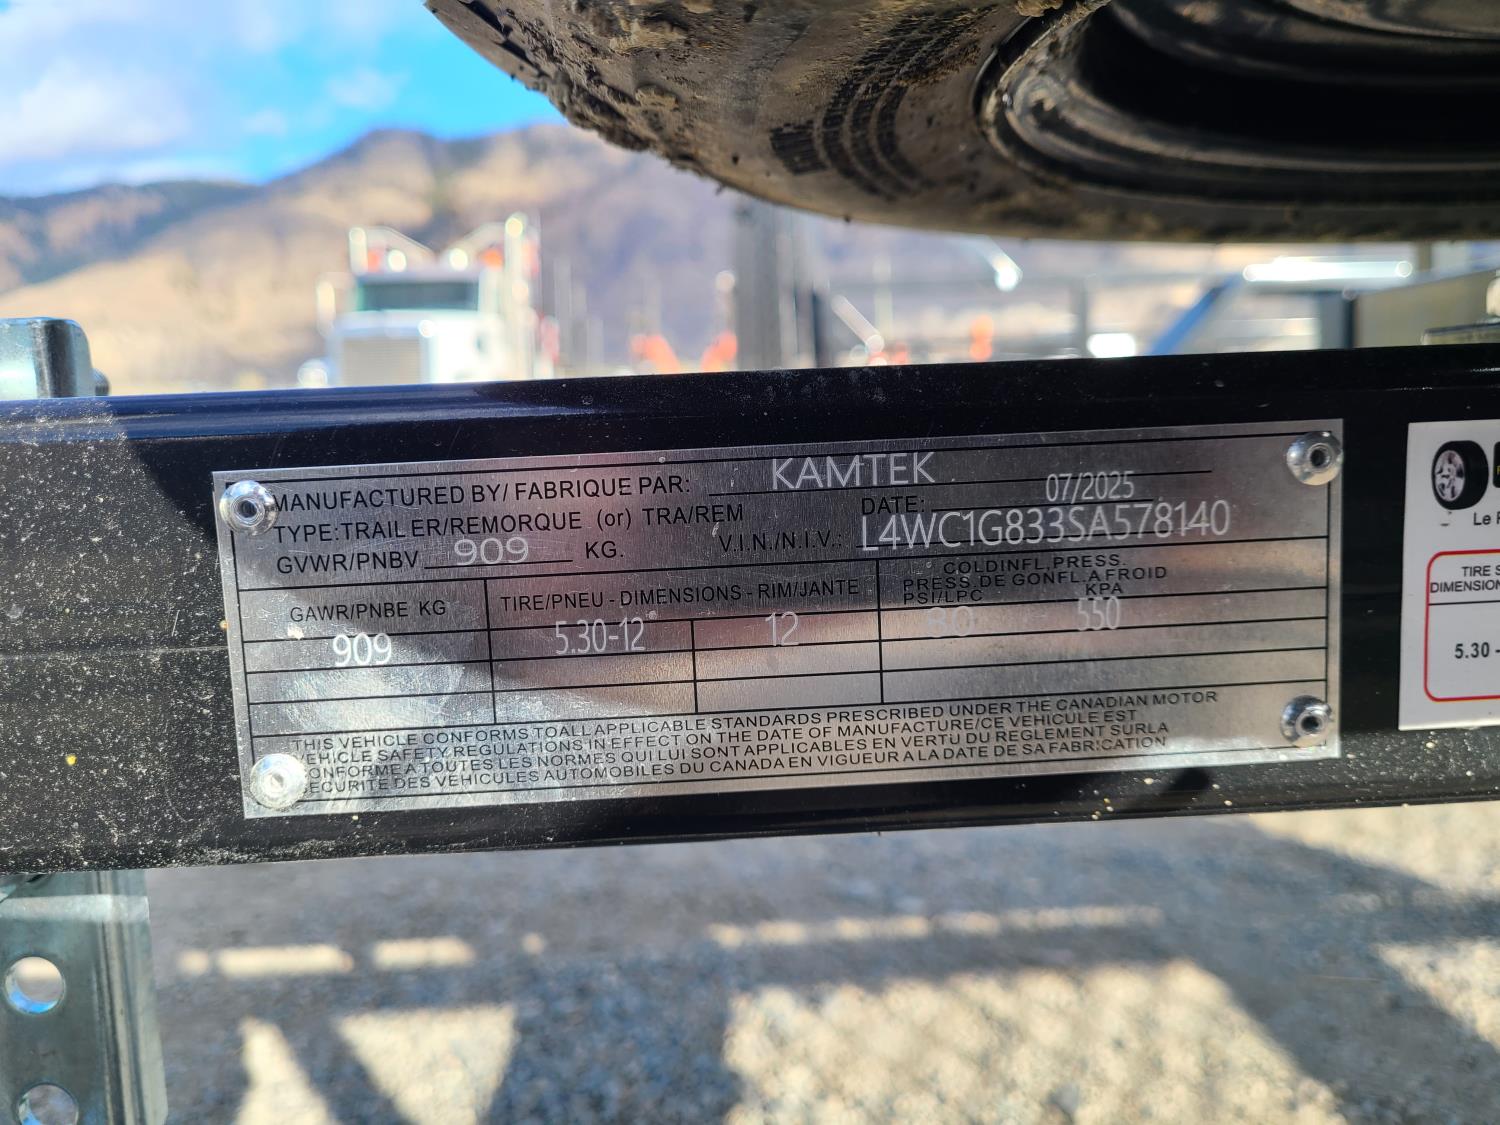 MANUFACTURED BY/ FABRIQUE PAR: KAMTEK
TYPE:TRAILER/REMORQUE (or) TRA/REM DATE: 07/2025
GVWR/PNBV 909 KG. V.I.N./N.I.V.: L4WC1G833SA578140
GAWR/PNBE KG TIRE/PNEU - DIMENSIONS - RIM/JANTE COLDINFL.PRESS.
PRESS.DE GONFL.A FROID
PSI/LPC KPA
909 5.30-12 12 80 550
THIS VEHICLE CONFORMS TOALL APPLICABLE STANDARDS PRESCRIBED UNDER THE CANADIAN MOTOR
VEHICLE SAFETY REGULATIONS IN EFFECT ON THE DATE OF MANUFACTURE/CE VEHICULE EST
CONFORME A TOUTES LES NORMES QUI LUI SONT APPLICABLES EN VERTU DU REGLEMENT SURLA
SECURITE DES VEHICULES AUTOMOBILES DU CANADA EN VIGUEUR A LA DATE DE SA FABRICATION
Le
TIRE
DIMENSION
5.30 -